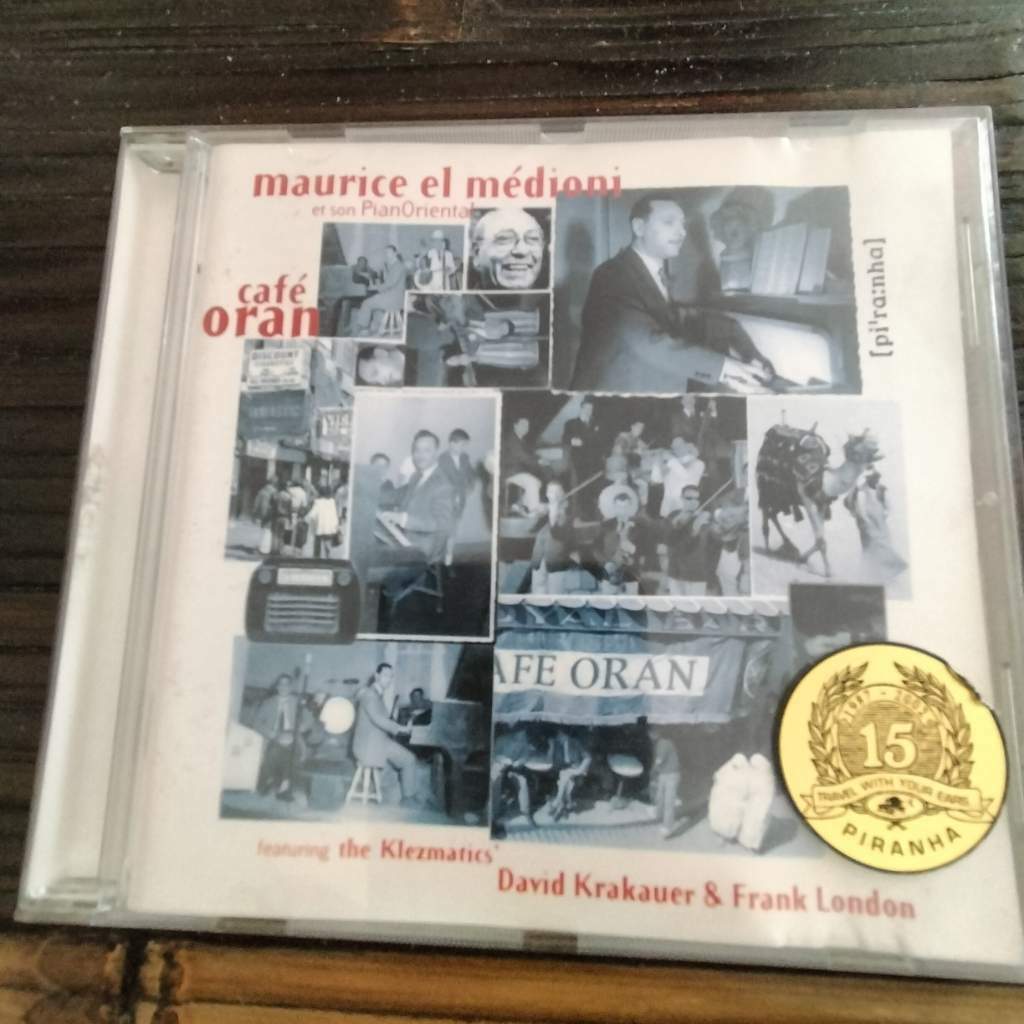 maurice el médioni
et son PianOriental
café
oran
[pi'ra:nha]
DISCOUNT
AFE ORAN
15
TRAVEL WITH YOUR EARS
PIRANHA
featuring the Klezmatics'
David Krakauer & Frank London